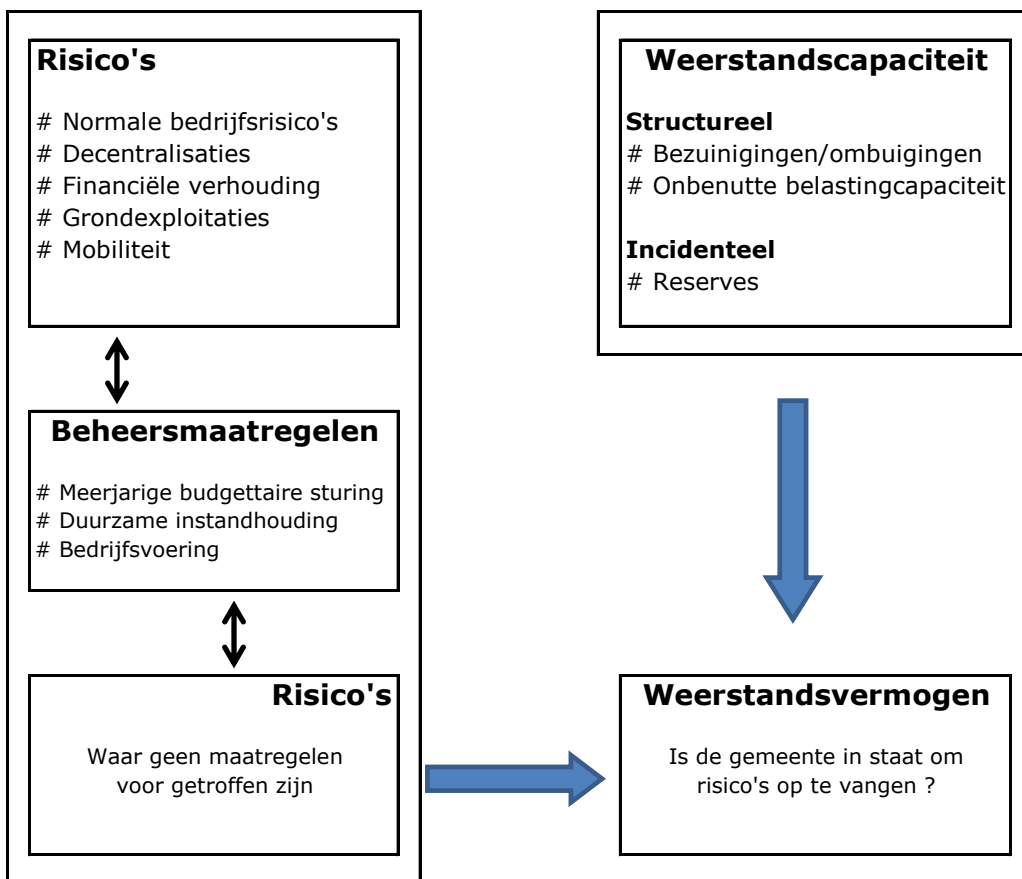 Risico's
# Normale bedrijfsrisico's
# Decentralisaties
# Financiële verhouding
# Grondexploitaties
# Mobiliteit
Beheersmaatregelen
# Meerjarige budgettaire sturing
# Duurzame instandhouding
# Bedrijfsvoering
Risico's
Waar geen maatregelen
voor getroffen zijn
Weerstandscapaciteit
Structureel
# Bezuinigingen/ombuigingen
# Onbenutte belastingcapaciteit
Incidenteel
# Reserves
Weerstandsvermogen
Is de gemeente in staat om
risico's op te vangen ?